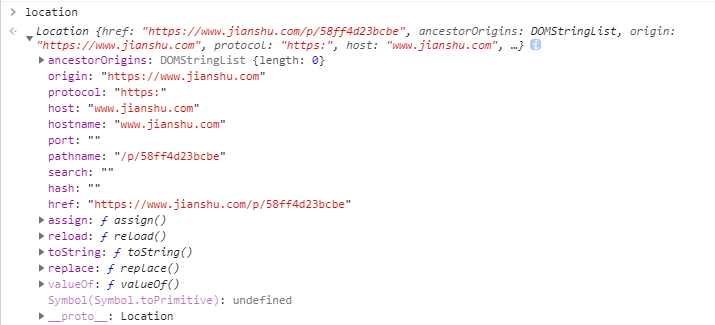 > location
Location {href: "https://www.jianshu.com/p/58ff4d23bcbe", ancestorOrigins: DOMStringList, origin:
"https://www.jianshu.com", protocol: "https:", host: "www.jianshu.com", …} i
ancestorOrigins: DOMStringList {length: 0}
origin: "https://www.jianshu.com"
protocol: "https:"
host: "www.jianshu.com"
hostname: "www.jianshu.com"
port: ""
pathname: "/p/58ff4d23bcbe"
search: ""
hash: ""
href: "https://www.jianshu.com/p/58ff4d23bcbe"
assign: ƒ assign()
reload: ƒ reload()
toString: ƒ toString()
replace: ƒ replace()
valueOf: ƒ valueOf()
Symbol(Symbol.toPrimitive): undefined
__proto__: Location